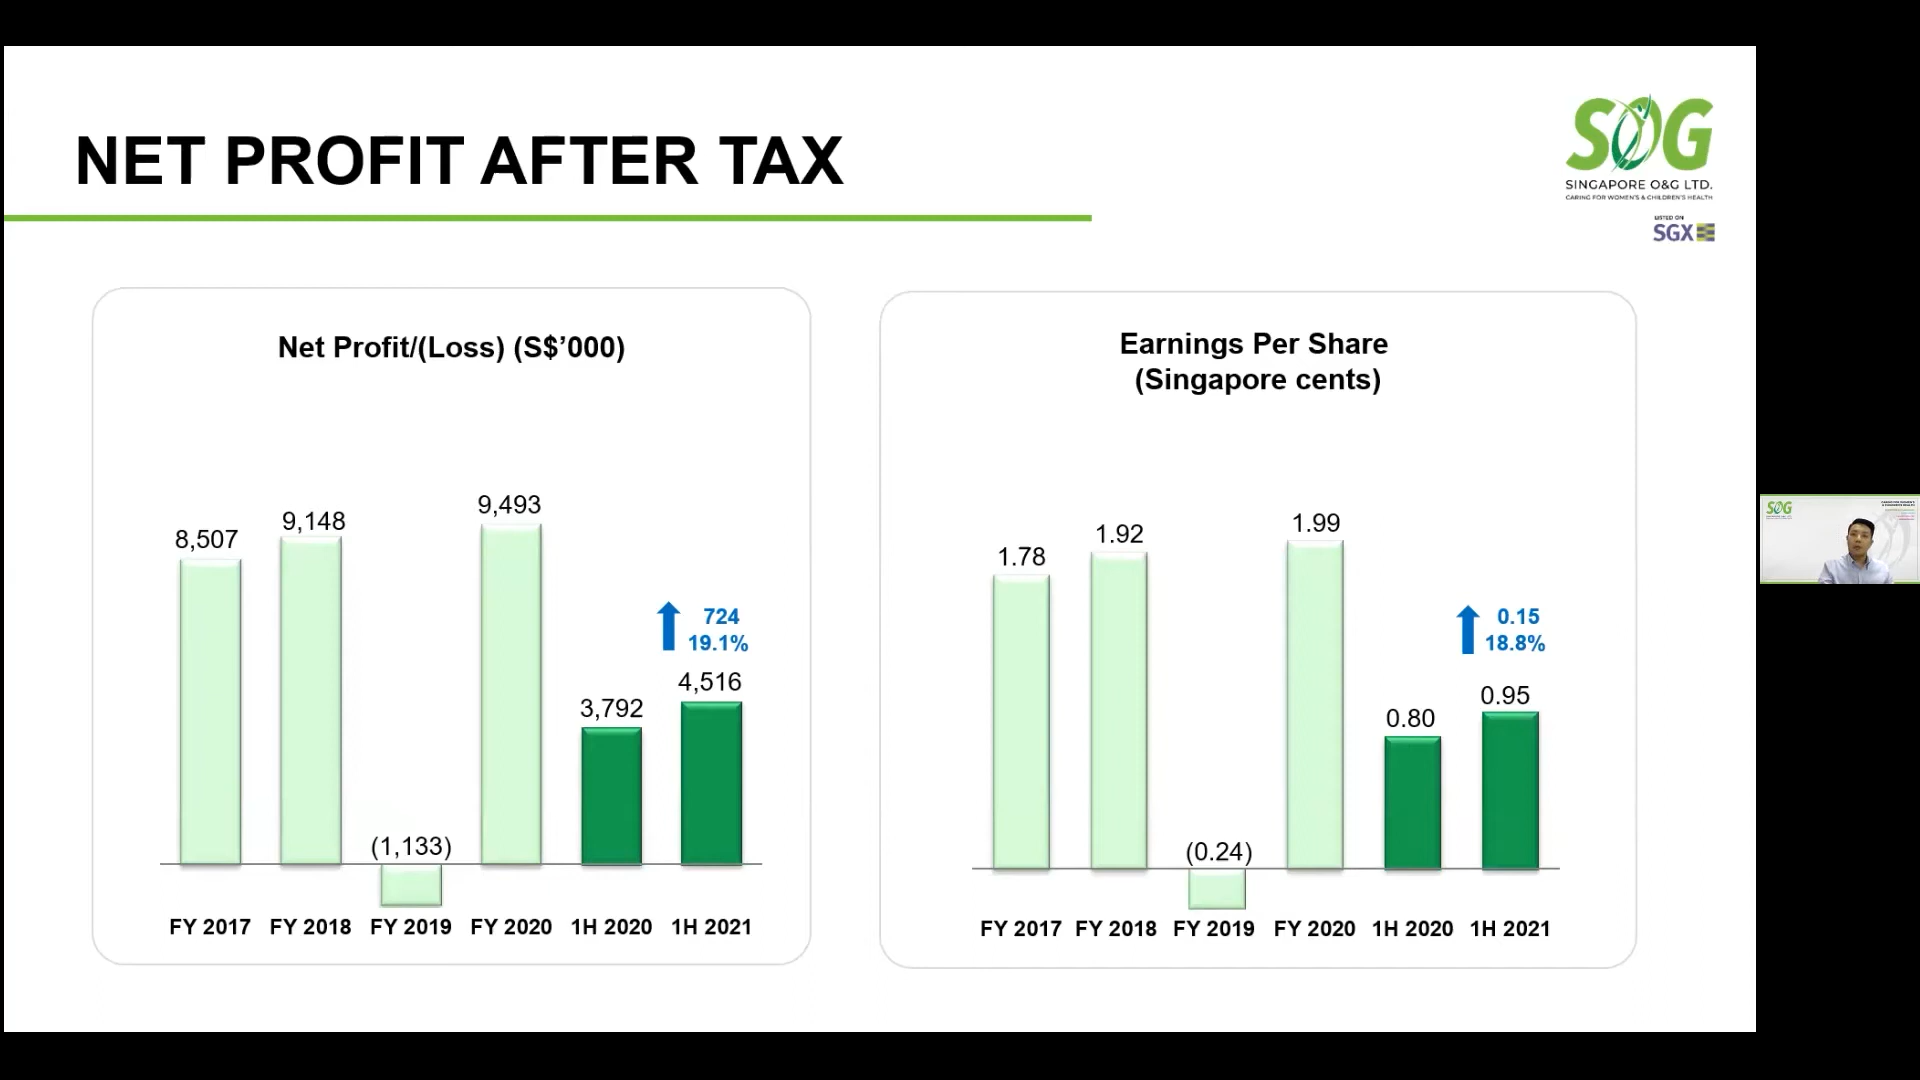 NET PROFIT AFTER TAX
SOG
SINGAPORE O&G LTD.
CARING FOR WOMEN'S & CHILDREN'S HEALTH
LISTED ON
SGX
Net Profit/(Loss) (S$’000)
8,507
9,148
(1,133)
9,493
3,792
724
19.1%
4,516
FY 2017 FY 2018 FY 2019 FY 2020 1H 2020 1H 2021
Earnings Per Share
(Singapore cents)
1.78
1.92
(0.24)
1.99
0.80
0.15
18.8%
0.95
FY 2017 FY 2018 FY 2019 FY 2020 1H 2020 1H 2021
SOG